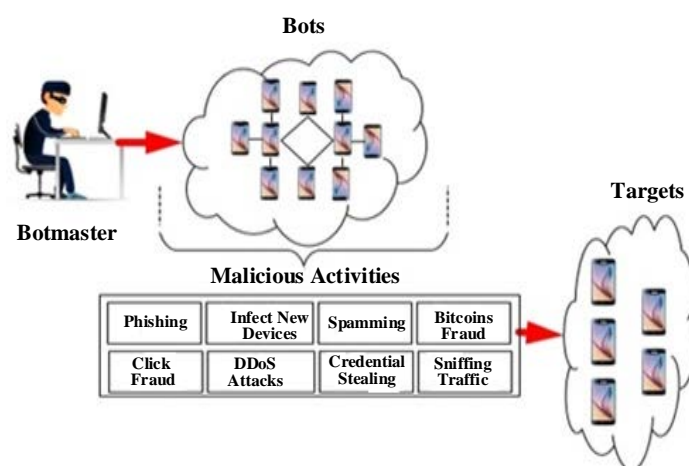 Bots
Targets
Botmaster
Malicious Activities
Phishing
Infect New
Devices
Spamming
Bitcoins
Fraud
Click
Fraud
DDoS
Attacks
Credential
Stealing
Sniffing
Traffic